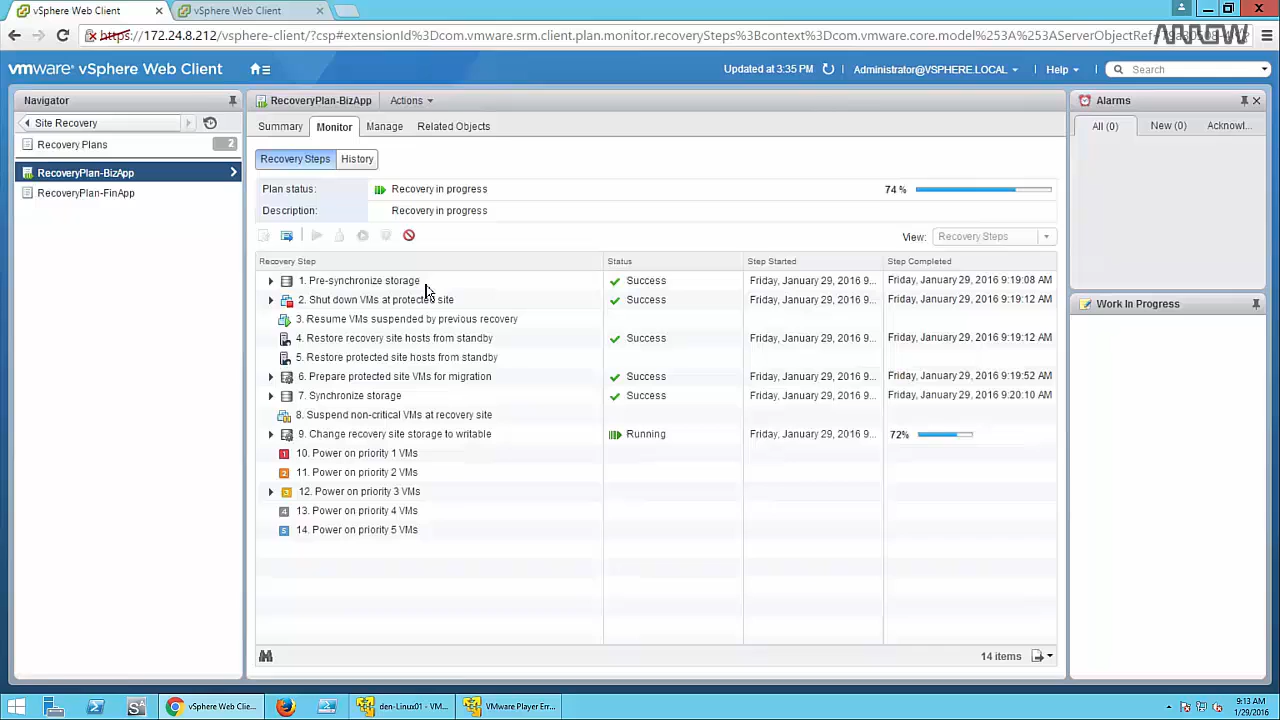 vSphere Web Client
vSphere Web Client
https://172.24.8.212/vsphere-client/?csp#extensionId%3Dcom.vmware.srm.client.plan.monitor.recoverySteps%3Bcontext%3Dcom.vmware.core.model%253A%253AServerObjectRef
ARROW
vmware vSphere Web Client
Updated at 3:35 PM
Administrator@VSPHERE.LOCAL
Help
Search
Navigator
Site Recovery
Recovery Plans 2
RecoveryPlan-BizApp
RecoveryPlan-FinApp
RecoveryPlan-BizApp Actions
Summary Monitor Manage Related Objects
Recovery Steps History
Plan status: Recovery in progress 74 %
Description: Recovery in progress
View: Recovery Steps
Recovery Step Status Step Started Step Completed
1. Pre-synchronize storage Success Friday, January 29, 2016 9... Friday, January 29, 2016 9:19:08 AM
2. Shut down VMs at protected site Success Friday, January 29, 2016 9... Friday, January 29, 2016 9:19:12 AM
3. Resume VMs suspended by previous recovery
4. Restore recovery site hosts from standby Success Friday, January 29, 2016 9... Friday, January 29, 2016 9:19:12 AM
5. Restore protected site hosts from standby
6. Prepare protected site VMs for migration Success Friday, January 29, 2016 9... Friday, January 29, 2016 9:19:52 AM
7. Synchronize storage Success Friday, January 29, 2016 9... Friday, January 29, 2016 9:20:10 AM
8. Suspend non-critical VMs at recovery site
9. Change recovery site storage to writable Running Friday, January 29, 2016 9... 72%
1 10. Power on priority 1 VMs
2 11. Power on priority 2 VMs
3 12. Power on priority 3 VMs
4 13. Power on priority 4 VMs
5 14. Power on priority 5 VMs
14 items
Alarms
All (0) New (0) Acknowl...
Work In Progress
vSphere Web Clie...
den-Linux01 - VM...
VMware Player Err...
9:13 AM
1/29/2016